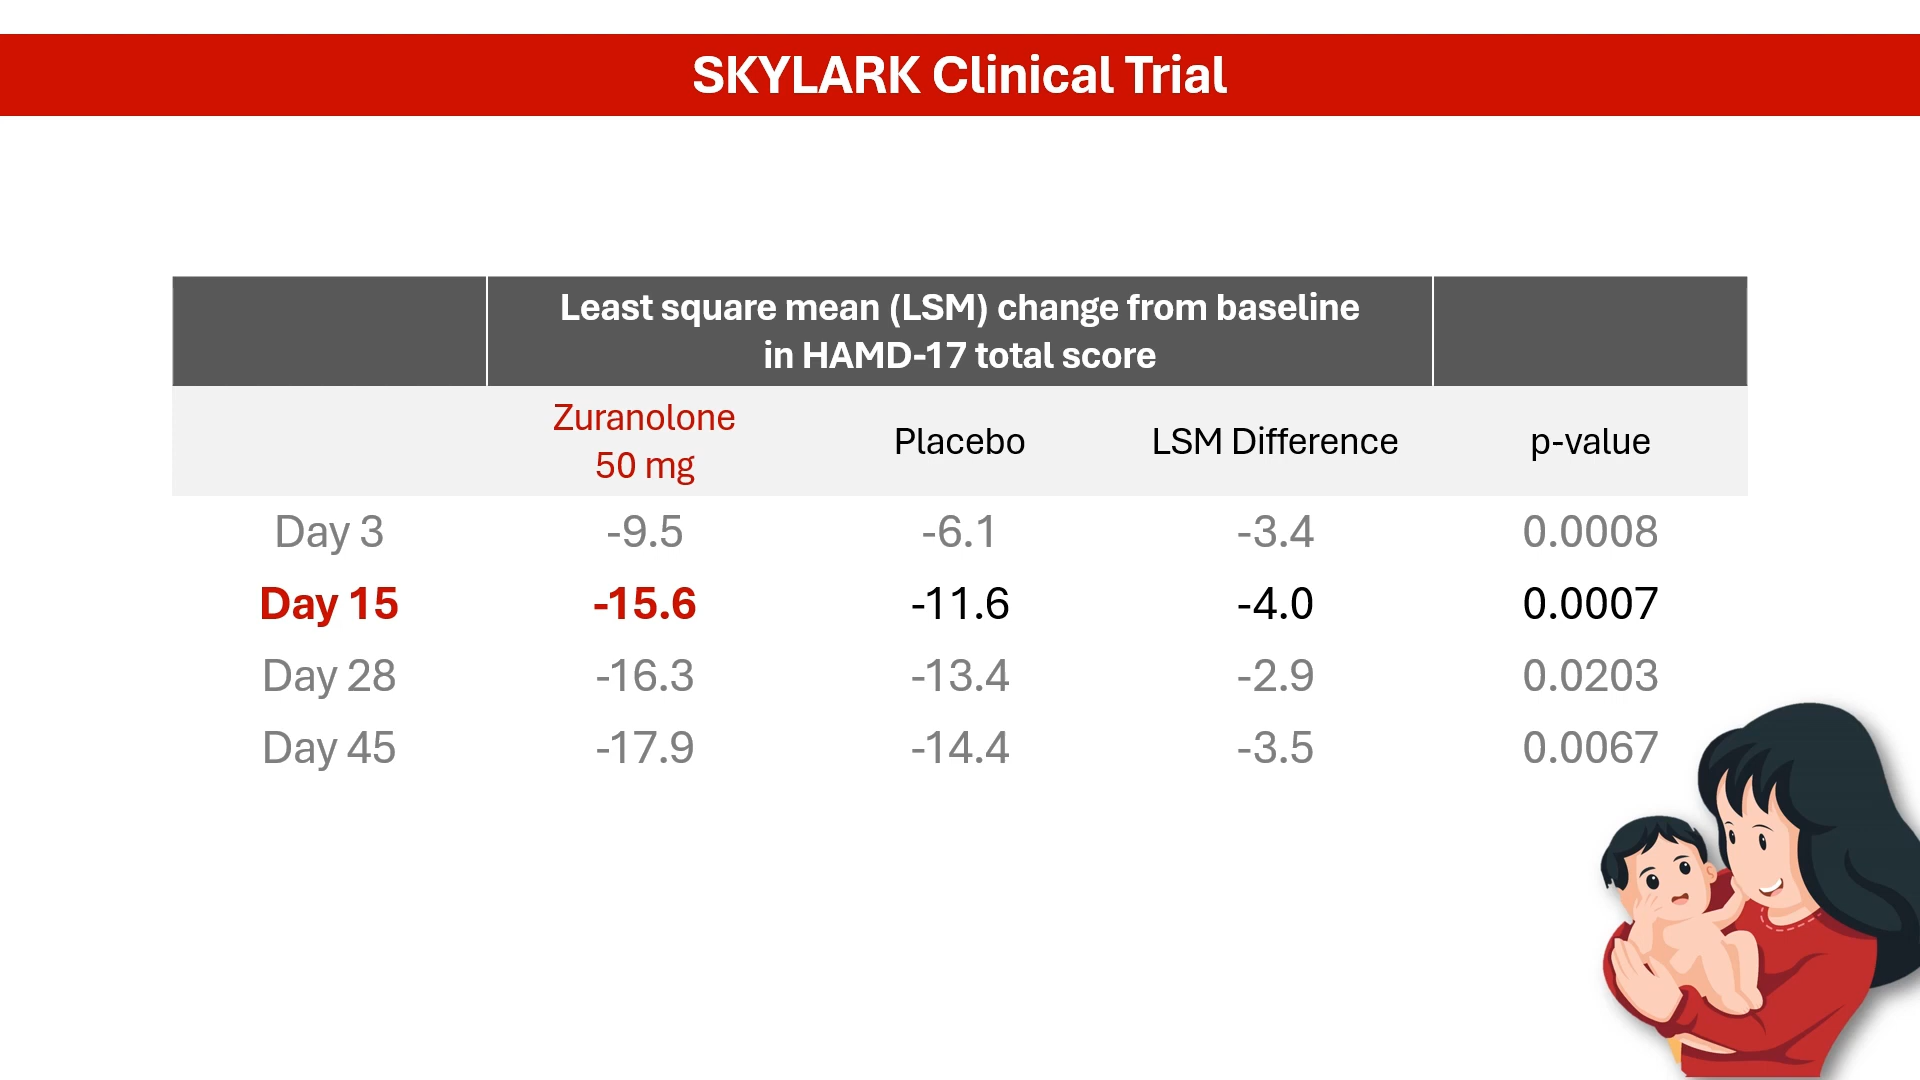 SKYLARK Clinical Trial
Least square mean (LSM) change from baseline
in HAMD-17 total score
Zuranolone
50 mg
Placebo
LSM Difference
p-value
Day 3 -9.5 -6.1 -3.4 0.0008
Day 15 -15.6 -11.6 -4.0 0.0007
Day 28 -16.3 -13.4 -2.9 0.0203
Day 45 -17.9 -14.4 -3.5 0.0067